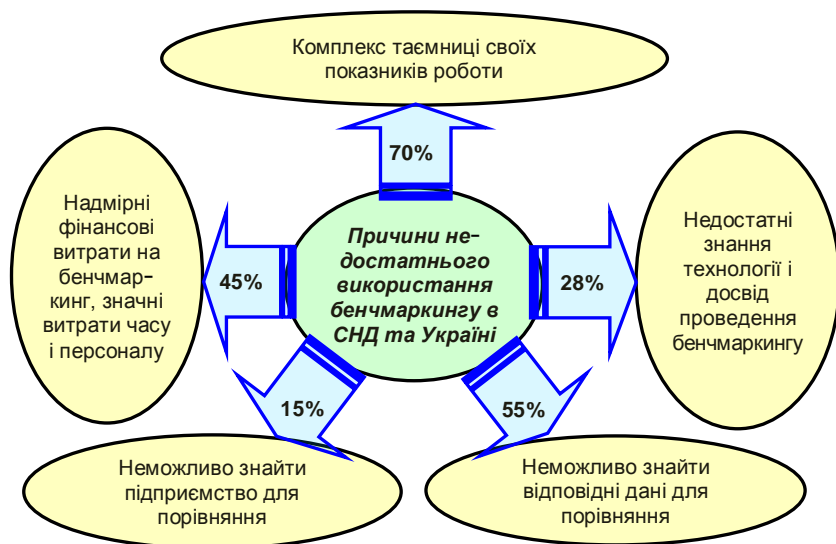 Комплекс таємниці своїх
показників роботи
70%
Надмірні
фінансові
витрати на
бенчмар-
кинг, значні
витрати часу
і персоналу
45%
Причини не-
достатнього
використання
бенчмаркингу в
СНД та Україні
28%
Недостатні
знання
технології і
досвід
проведення
бенчмаркингу
15%
55%
Неможливо знайти
підприємство для
порівняння
Неможливо знайти
відповідні дані для
порівняння